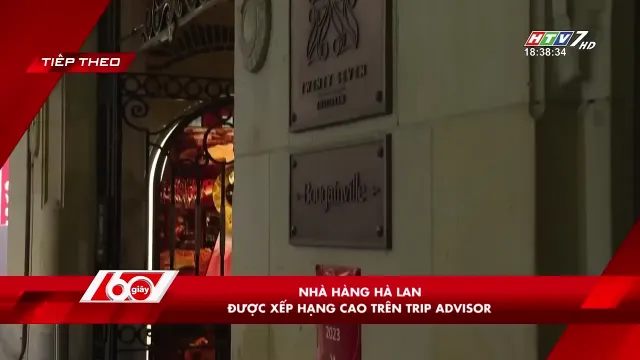 TIẾP THEO
HTV7 HD
18:38:34
TWENTY SEVEN
Bougainville
60 giây
NHÀ HÀNG HÀ LAN
ĐƯỢC XẾP HẠNG CAO TRÊN TRIP ADVISOR
2023